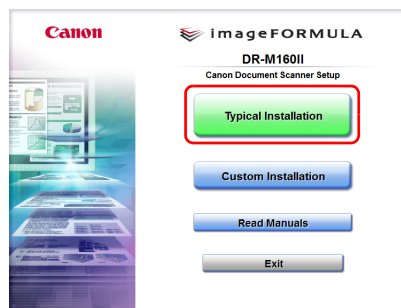 Canon
imageFORMULA
DR-M160II
Canon Document Scanner Setup
Typical Installation
Custom Installation
Read Manuals
Exit